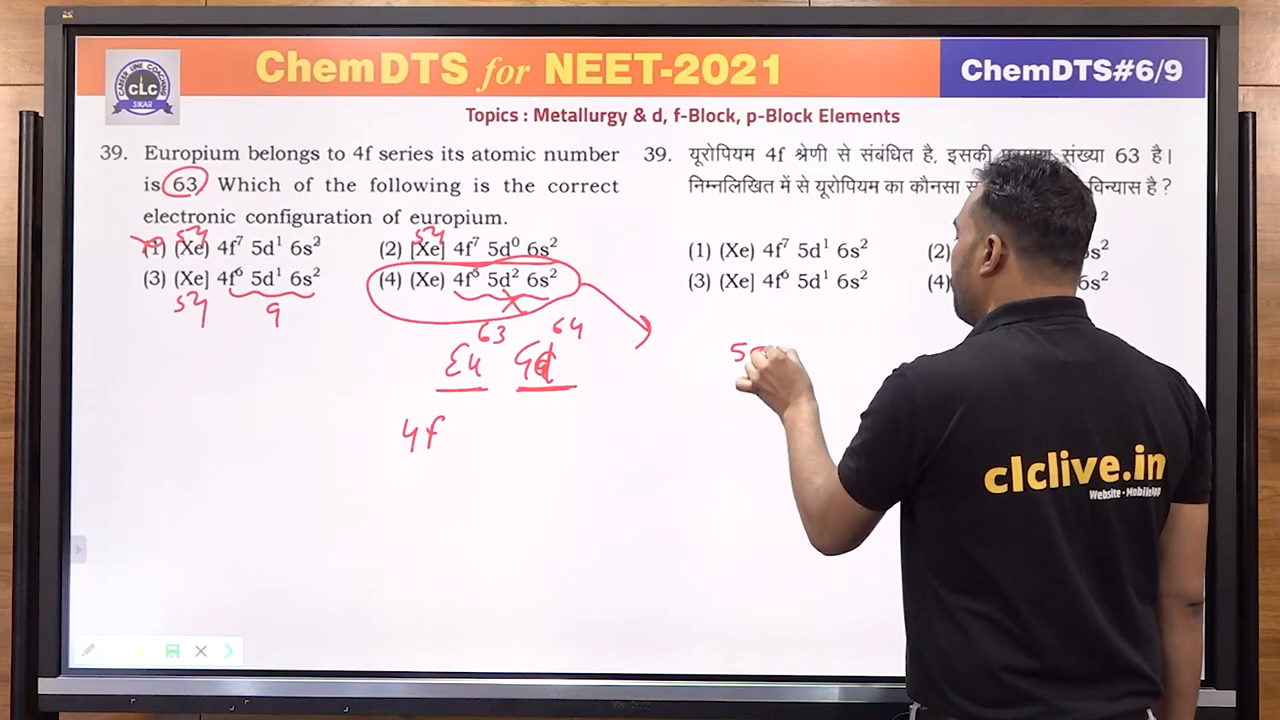 ChemDTS for NEET-2021
ChemDTS#6/9
CAREER LINE COACHING
CLC
SIKAR
Topics : Metallurgy & d, f-Block, p-Block Elements
39. Europium belongs to 4f series its atomic number
is 63. Which of the following is the correct
electronic configuration of europium.
(1) (Xe) 4f⁷ 5d¹ 6s² (2) [Xe] 4f⁷ 5d⁰ 6s²
(3) (Xe] 4f⁶ 5d¹ 6s² (4) (Xe) 4f⁶ 5d² 6s²
54
54
54
9
63 64
Eu Gd
4f
39. यूरोपियम 4f श्रेणी से संबंधित है, इसकी संख्या 63 है।
निम्नलिखित में से यूरोपियम का कौनसा विन्यास है ?
(1) (Xe) 4f⁷ 5d¹ 6s² (2) 6s²
(3) (Xe] 4f⁶ 5d¹ 6s² (4) 6s²
5
clclive.in
Website - MobileApp